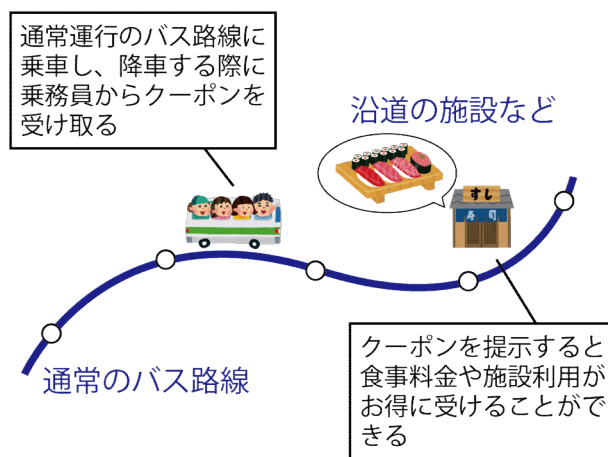 通常運行のバス路線に
乗車し、降車する際に
乗務員からクーポンを
受け取る
沿道の施設など
すし
寿司
通常のバス路線
クーポンを提示すると
食事料金や施設利用が
お得に受けることがで
きる